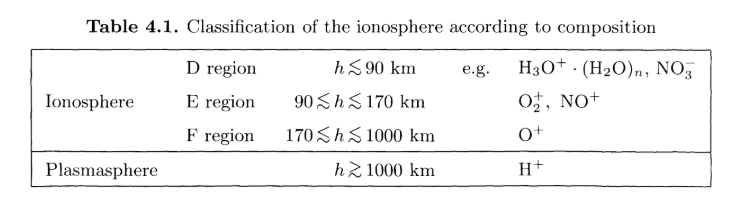 Table 4.1. Classification of the ionosphere according to composition
D region h ≲ 90 km e.g. H₃O⁺ · (H₂O)ₙ, NO₃⁻
Ionosphere E region 90 ≲ h ≲ 170 km O₂⁺, NO⁺
F region 170 ≲ h ≲ 1000 km O⁺
Plasmasphere h ≳ 1000 km H⁺